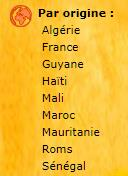 Par origine :
Algérie
France
Guyane
Haïti
Mali
Maroc
Mauritanie
Roms
Sénégal